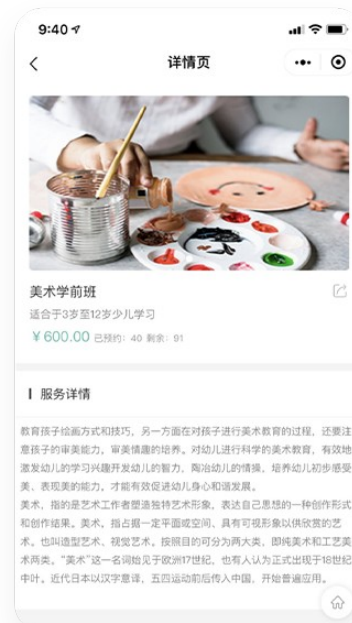 9:40
详情页
美术学前班
适合于3岁至12岁少儿学习
￥600.00 已预约：40 剩余：91
服务详情
教育孩子绘画方式和技巧，另一方面在对孩子进行美术教育的过程，还要注
意孩子的审美能力，审美情趣的培养。对幼儿进行科学的美术教育，有效地
激发幼儿的学习兴趣开发幼儿的智力，陶冶幼儿的情操，培养幼儿初步感受
美、表现美的能力，才能有效促进幼儿身心和谐发展。
美术，指的是艺术工作者塑造独特艺术形象，表达自己思想的一种创作形式
和创作结果。美术，指占据一定平面或空间，具有可视形象以供欣赏的艺
术。也叫造型艺术、视觉艺术。按照目的可分为两大类，即纯美术和工艺美
术两类。“美术”这一名词始见于欧洲17世纪，也有人认为正式出现于18世纪
中叶。近代日本以汉字意译，五四运动前后传入中国，开始普遍应用。